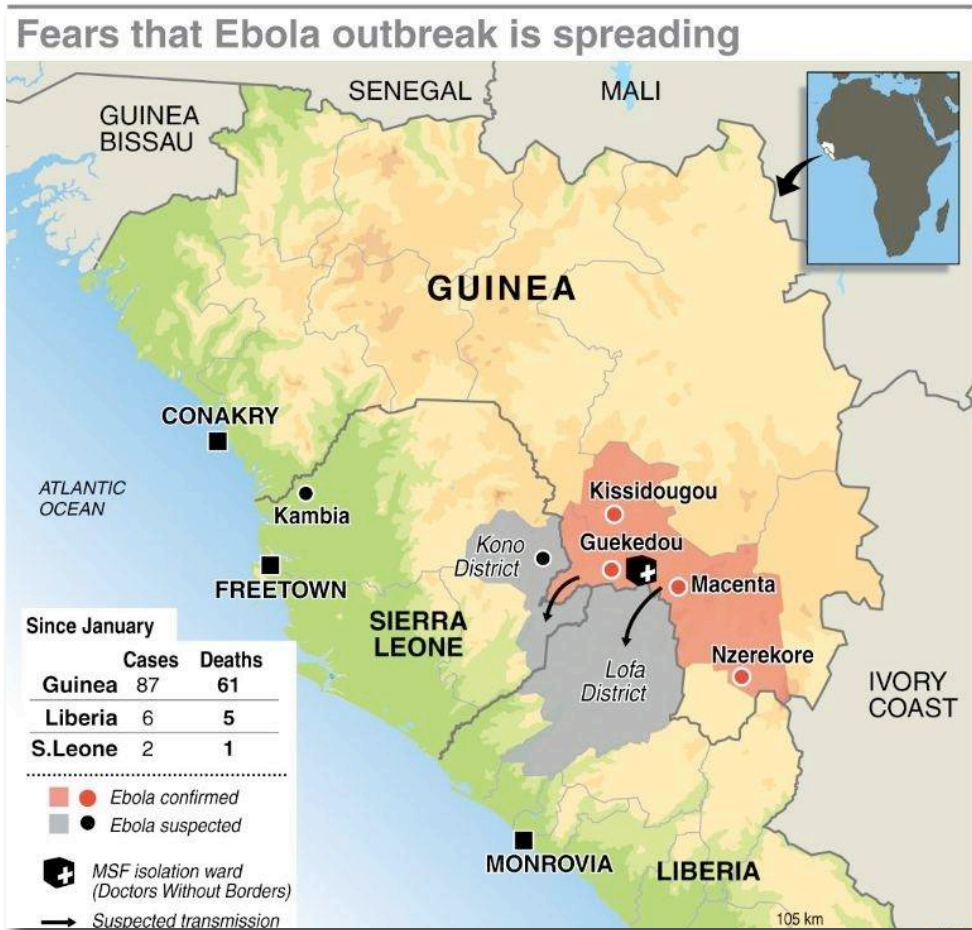 Fears that Ebola outbreak is spreading
SENEGAL
MALI
GUINEA
BISSAU
GUINEA
CONAKRY
ATLANTIC
OCEAN
Kambia
Kissidougou
Kono
District
Guekedou
FREETOWN
Macenta
SIERRA
LEONE
Nzerekore
Lofa
District
IVORY
COAST
Since January
Cases Deaths
Guinea 87 61
Liberia 6 5
S.Leone 2 1
Ebola confirmed
Ebola suspected
MSF isolation ward
(Doctors Without Borders)
Suspected transmission
MONROVIA
LIBERIA
105 km